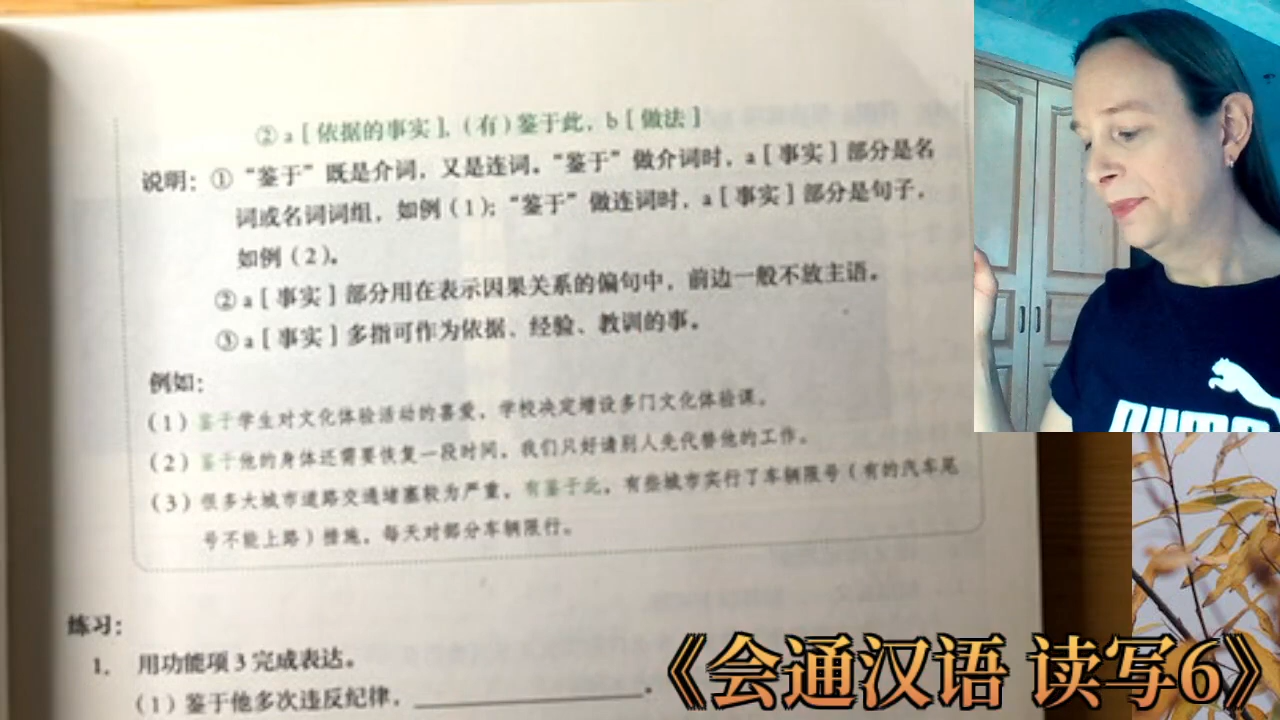 ② a [ 依据的事实 ],（有）鉴于此，b [ 做法 ]
说明：① “鉴于”既是介词，又是连词。“鉴于”做介词时，a [ 事实 ] 部分是名
词或名词词组，如例（1）；“鉴于”做连词时，a [ 事实 ] 部分是句子，
如例（2）。
② a [ 事实 ] 部分用在表示因果关系的偏句中，前边一般不放主语。
③ a [ 事实 ] 多指可作为依据、经验、教训的事。
例如：
（1）鉴于学生对文化体验活动的喜爱，学校决定增设多门文化体验课。
（2）鉴于他的身体还需要恢复一段时间，我们只好请别人先代替他的工作。
（3）很多大城市道路交通堵塞较为严重，有鉴于此，有些城市实行了车辆限号（有的汽车尾
号不能上路）措施，每天对部分车辆限行。
练习：
1. 用功能项 3 完成表达。
（1）鉴于他多次违反纪律，____________________。
《会通汉语 读写6》
PUMA